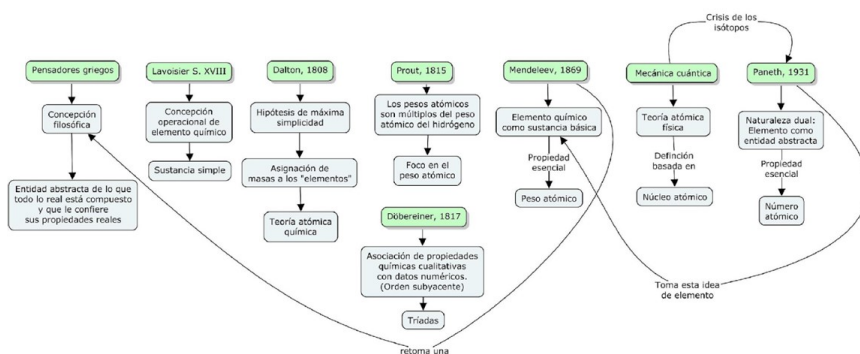 Crisis de los
isótopos
Pensadores griegos
Lavoisier S. XVIII
Dalton, 1808
Prout, 1815
Mendeleev, 1869
Mecánica cuántica
Paneth, 1931
Concepción
filosófica
Concepción
operacional de
elemento químico
Hipótesis de máxima
simplicidad
Los pesos atómicos
son múltiplos del peso
atómico del hidrógeno
Elemento químico
como sustancia básica
Teoría atómica
física
Naturaleza dual:
Elemento como
entidad abstracta
Entidad abstracta de lo que
todo lo real está compuesto
y que le confiere
sus propiedades reales
Sustancia simple
Asignación de
masas a los "elementos"
Foco en el
peso atómico
Propiedad
esencial
Peso atómico
Definción
basada en
Núcleo atómico
Propiedad
esencial
Número
atómico
Teoría atómica
química
Döbereiner, 1817
Asociación de propiedades
químicas cualitativas
con datos numéricos.
(Orden subyacente)
Tríadas
Toma esta idea
de elemento
retoma una